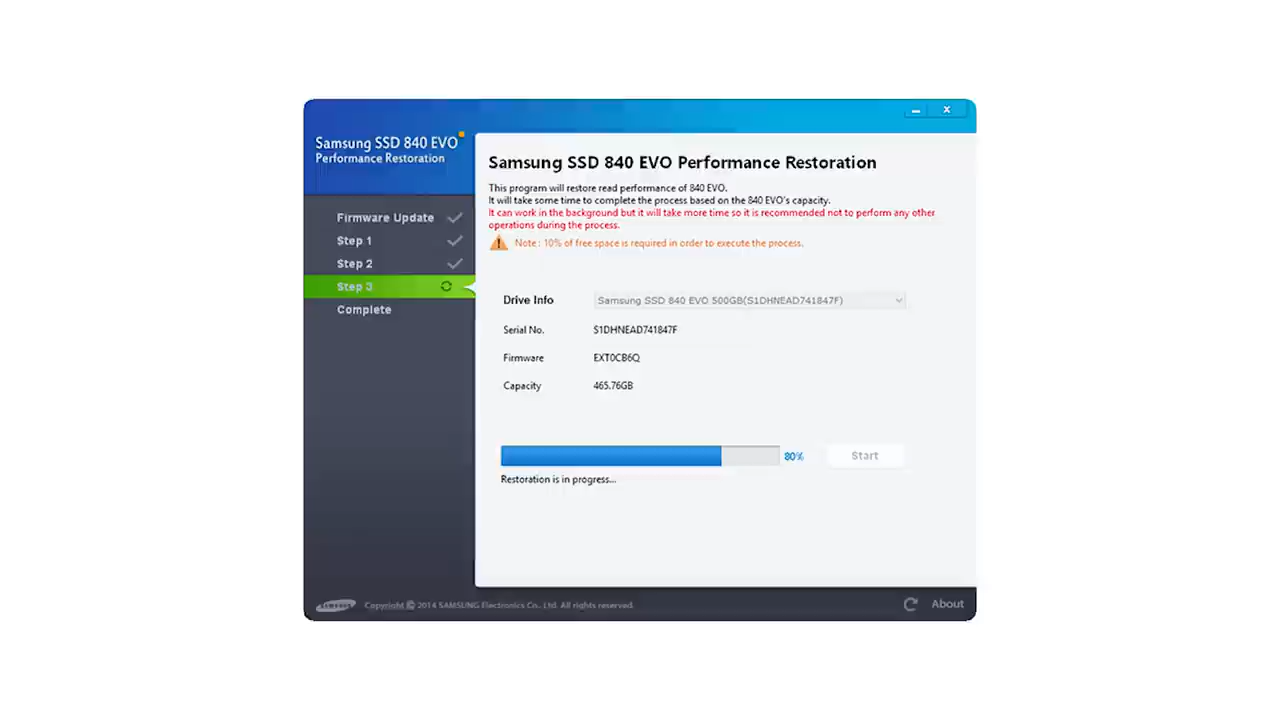 Samsung SSD 840 EVO
Performance Restoration
Firmware Update
Step 1
Step 2
Step 3
Complete
Samsung SSD 840 EVO Performance Restoration
This program will restore read performance of 840 EVO.
It will take some time to complete the process based on the 840 EVO's capacity.
It can work in the background but it will take more time so it is recommended not to perform any other
operations during the process.
Note : 10% of free space is required in order to execute the process.
Drive Info
Samsung SSD 840 EVO 500GB(S1DHNEAD741847F)
Serial No.
S1DHNEAD741847F
Firmware
EXT0CB6Q
Capacity
465.76GB
80%
Start
Restoration is in progress...
SAMSUNG
Copyright © 2014 SAMSUNG Electronics Co., Ltd. All rights reserved.
About